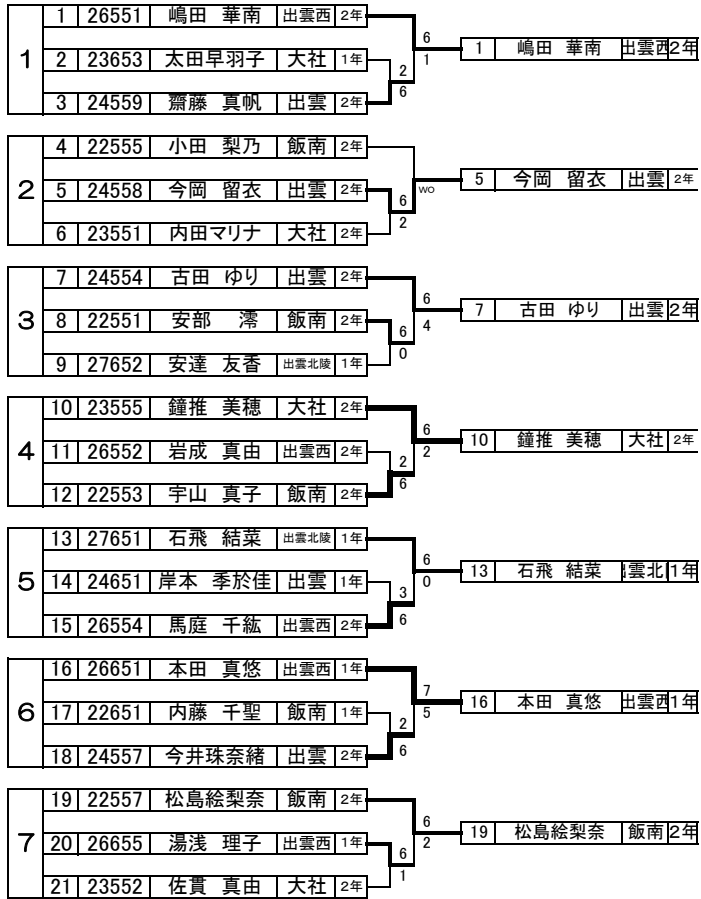 1 26551 嶋田 華南 出雲西 2年
6
1 嶋田 華南 出雲西 2年
1
1
2 23653 太田早羽子 大社 1年
2
6
3 24559 齋藤 真帆 出雲 2年
4 22555 小田 梨乃 飯南 2年
5 今岡 留衣 出雲 2年
2
5 24558 今岡 留衣 出雲 2年
WO
6
2
6 23551 内田マリナ 大社 2年
7 24554 古田 ゆり 出雲 2年
6
7 古田 ゆり 出雲 2年
3
8 22551 安部 澪 飯南 2年
4
6
0
9 27652 安達 友香 出雲北陵 1年
10 23555 鐘推 美穂 大社 2年
6
10 鐘推 美穂 大社 2年
4
11 26552 岩成 真由 出雲西 2年
2
2
6
12 22553 宇山 真子 飯南 2年
13 27651 石飛 結菜 出雲北陵 1年
6
13 石飛 結菜 出雲北 1年
5
14 24651 岸本 季於佳 出雲 1年
0
3
6
15 26554 馬庭 千紘 出雲西 2年
16 26651 本田 真悠 出雲西 1年
7
16 本田 真悠 出雲西 1年
6
17 22651 内藤 千聖 飯南 1年
5
2
6
18 24557 今井珠奈緒 出雲 2年
19 22557 松島絵梨奈 飯南 2年
6
19 松島絵梨奈 飯南 2年
7
20 26655 湯浅 理子 出雲西 1年
2
6
1
21 23552 佐貫 真由 大社 2年